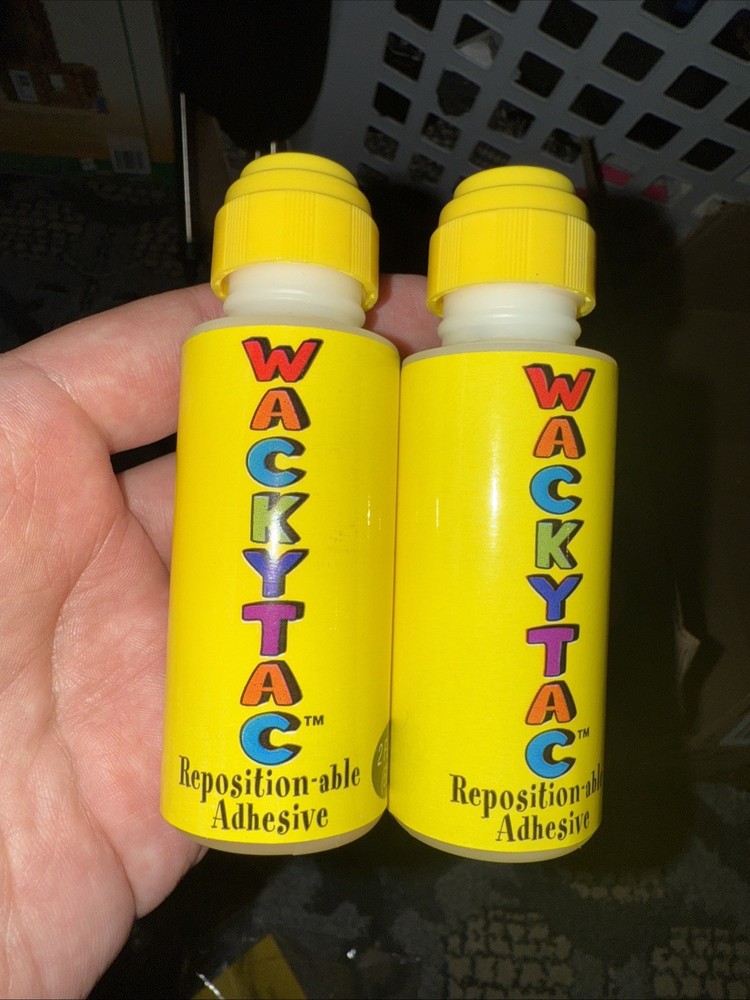 WACKYTAC™
Reposition-able
Adhesive
WACKYTAC™
Reposition-able
Adhesive